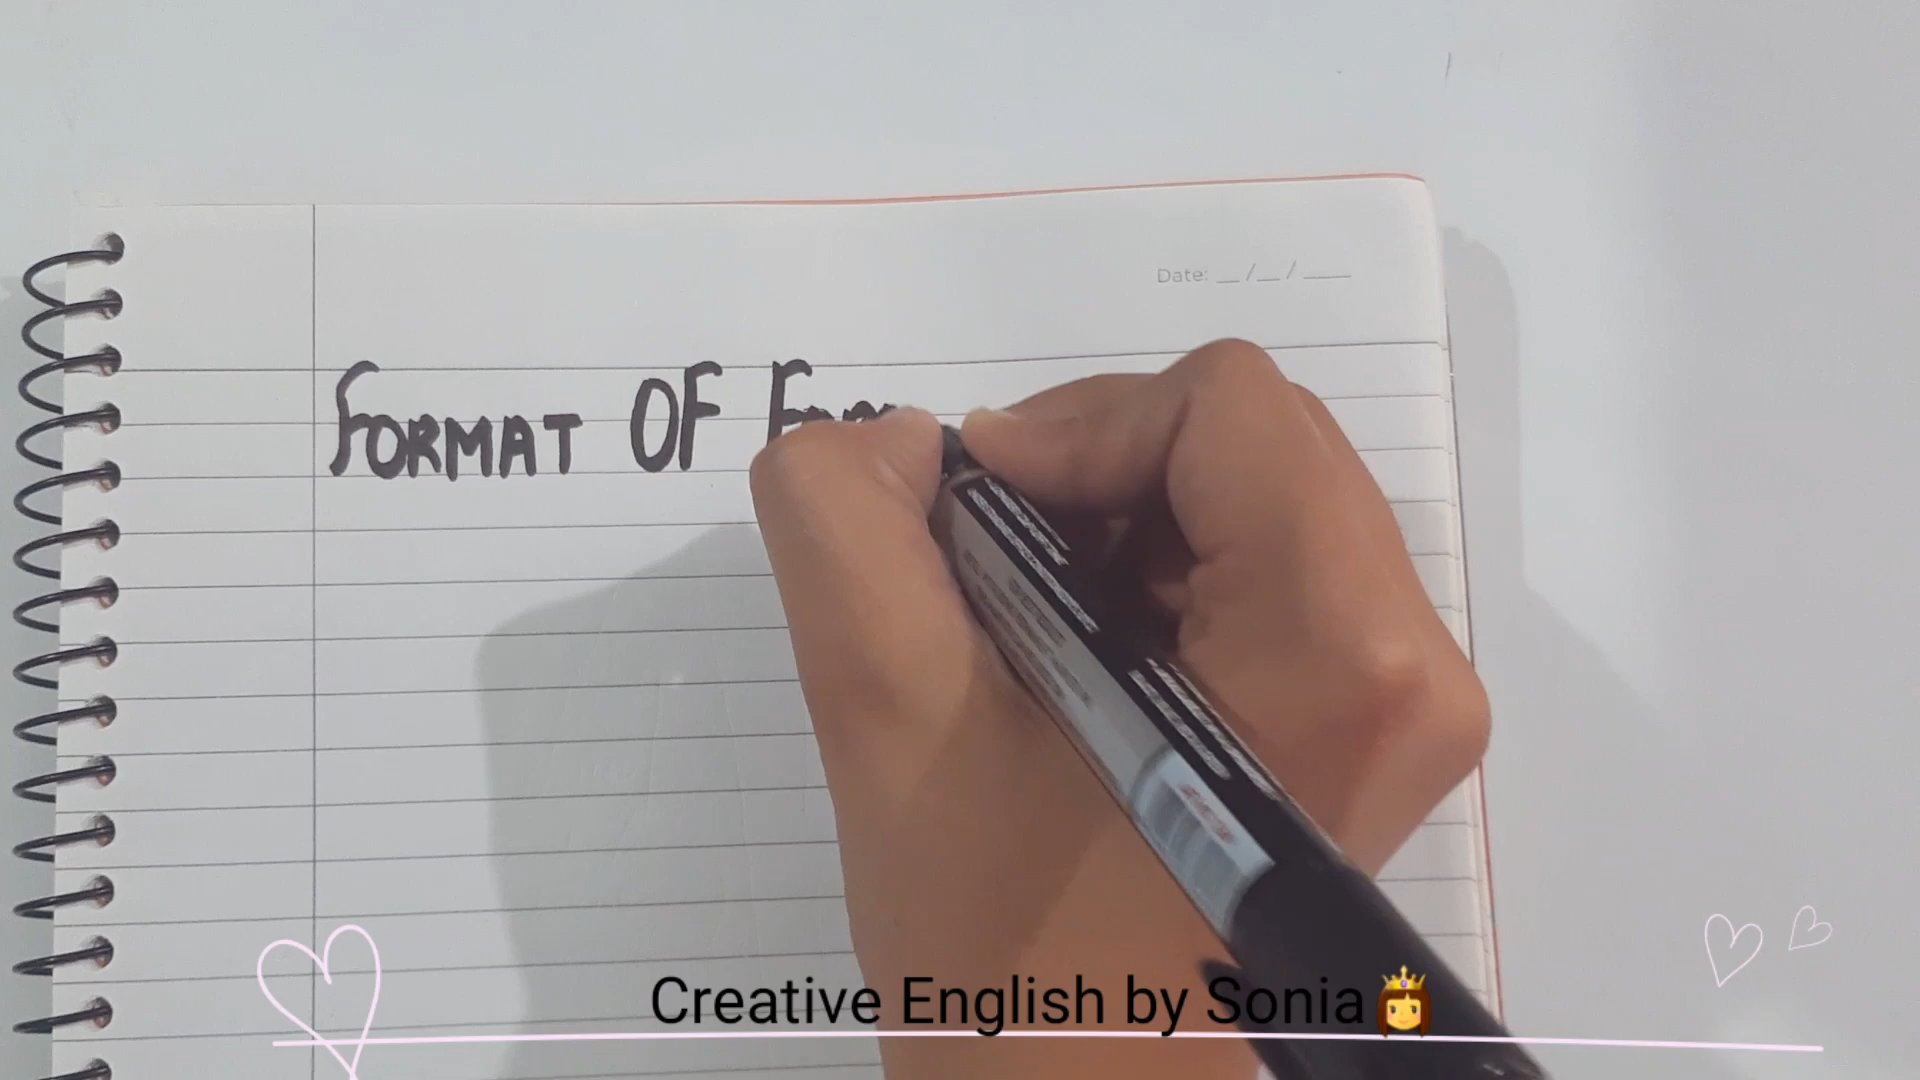 Date: __/__/____
FORMAT OF
Creative English by Sonia👸